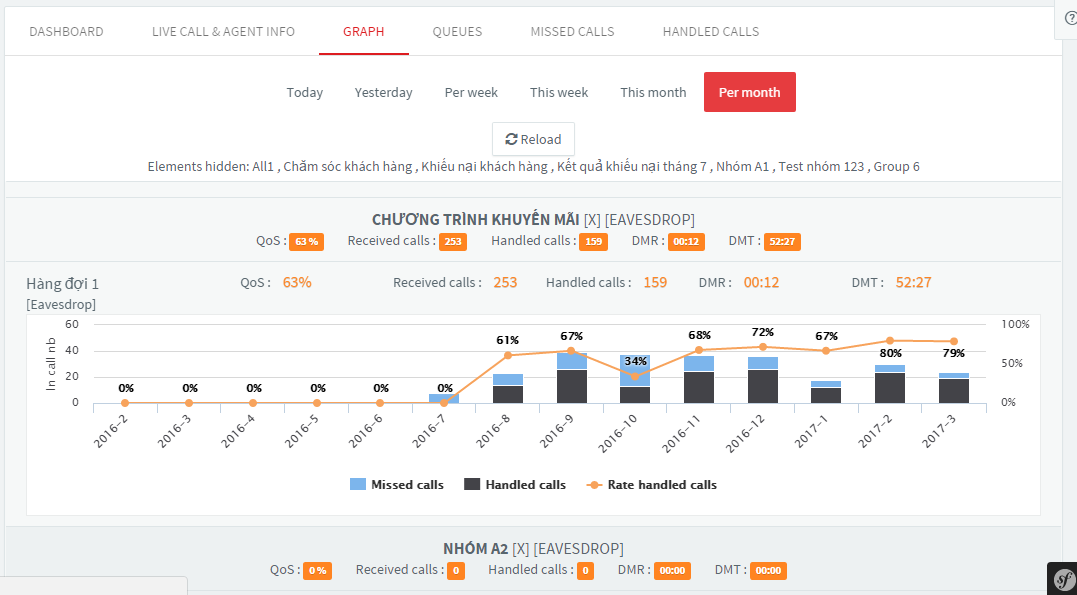 DASHBOARD LIVE CALL & AGENT INFO GRAPH QUEUES MISSED CALLS HANDLED CALLS
Today Yesterday Per week This week This month Per month
Reload
Elements hidden: All1 , Chăm sóc khách hàng , Khiếu nại khách hàng , Kết quả khiếu nại tháng 7 , Nhóm A1 , Test nhóm 123 , Group 6
CHƯƠNG TRÌNH KHUYẾN MÃI [X] [EAVESDROP]
QoS : 63 % Received calls : 253 Handled calls : 159 DMR : 00:12 DMT : 52:27
Hàng đợi 1 QoS : 63% Received calls : 253 Handled calls : 159 DMR : 00:12 DMT : 52:27
[Eavesdrop]
In call nb
60 100%
40
50%
20
0 0%
0% 0% 0% 0% 0% 0% 61% 67% 34% 68% 72% 67% 80% 79%
2016-2 2016-3 2016-4 2016-5 2016-6 2016-7 2016-8 2016-9 2016-10 2016-11 2016-12 2017-1 2017-2 2017-3
Missed calls Handled calls Rate handled calls
NHÓM A2 [X] [EAVESDROP]
QoS : 0 % Received calls : 0 Handled calls : 0 DMR : 00:00 DMT : 00:00
sf